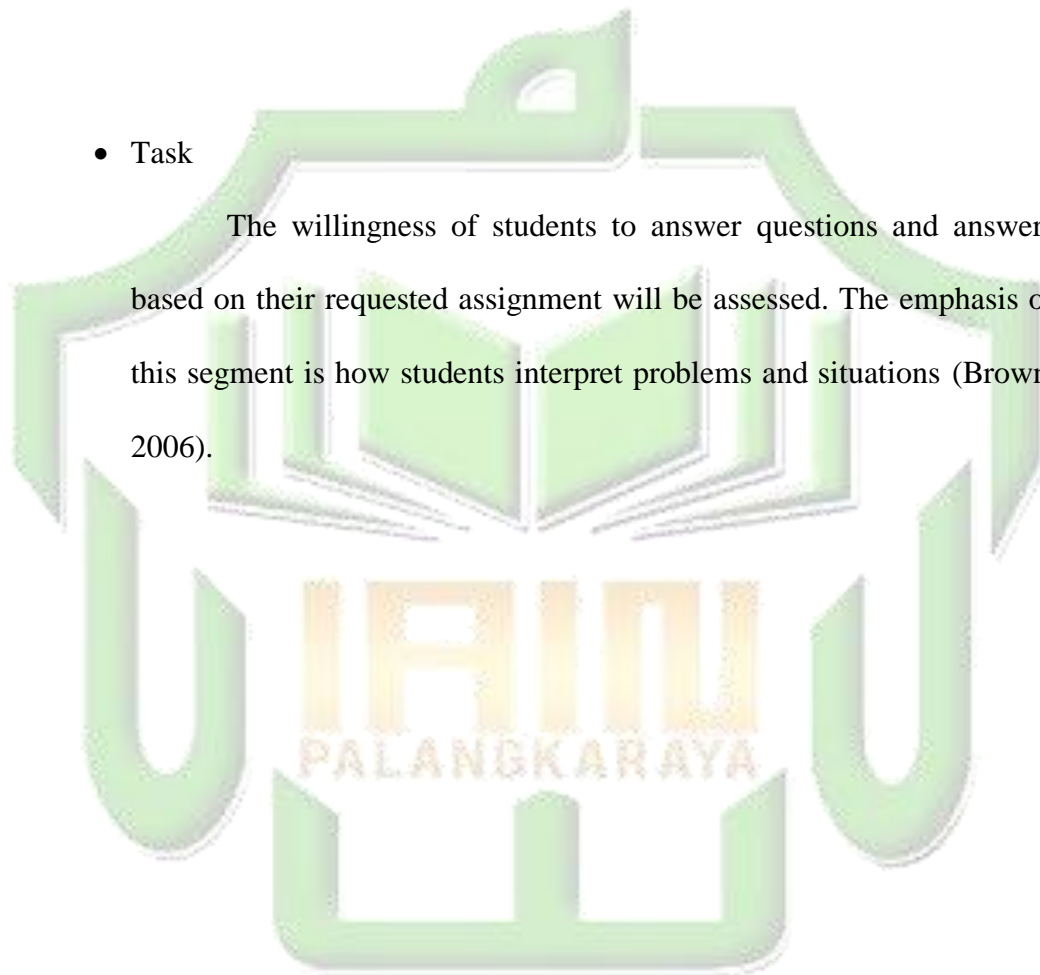 • Task
The willingness of students to answer questions and answer
based on their requested assignment will be assessed. The emphasis o
this segment is how students interpret problems and situations (Brown
2006).
IAIN
PALANGKARAYA